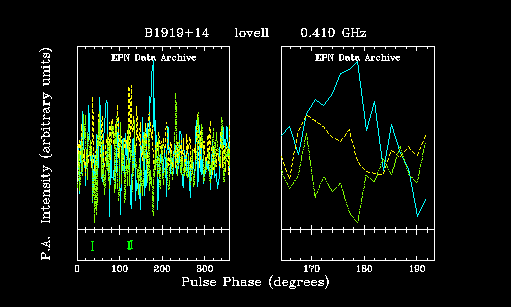 B1919+14 lovell 0.410 GHz
EPN Data Archive EPN Data Archive
P.A. Intensity (arbitrary units)
0 100 200 300 170 180 190
Pulse Phase (degrees)